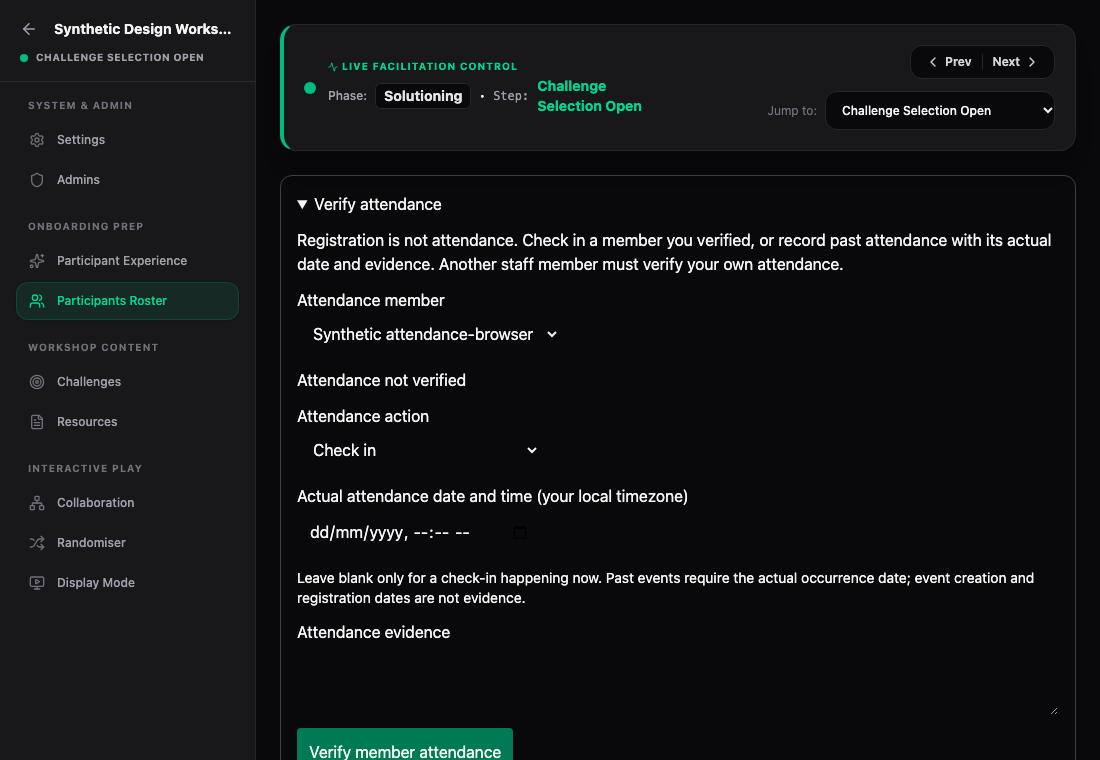 Synthetic Design Works...
CHALLENGE SELECTION OPEN
SYSTEM & ADMIN
Settings
Admins
ONBOARDING PREP
Participant Experience
Participants Roster
WORKSHOP CONTENT
Challenges
Resources
INTERACTIVE PLAY
Collaboration
Randomiser
Display Mode
LIVE FACILITATION CONTROL
Phase: Solutioning • Step: Challenge
Selection Open
Prev Next
Jump to: Challenge Selection Open
Verify attendance
Registration is not attendance. Check in a member you verified, or record past attendance with its actual
date and evidence. Another staff member must verify your own attendance.
Attendance member
Synthetic attendance-browser
Attendance not verified
Attendance action
Check in
Actual attendance date and time (your local timezone)
dd/mm/yyyy, --:-- --
Leave blank only for a check-in happening now. Past events require the actual occurrence date; event creation and
registration dates are not evidence.
Attendance evidence
Verify member attendance